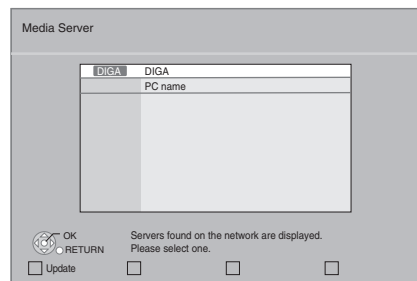 Media Server
DIGA DIGA
PC name
OK
RETURN
Servers found on the network are displayed.
Please select one.
Update